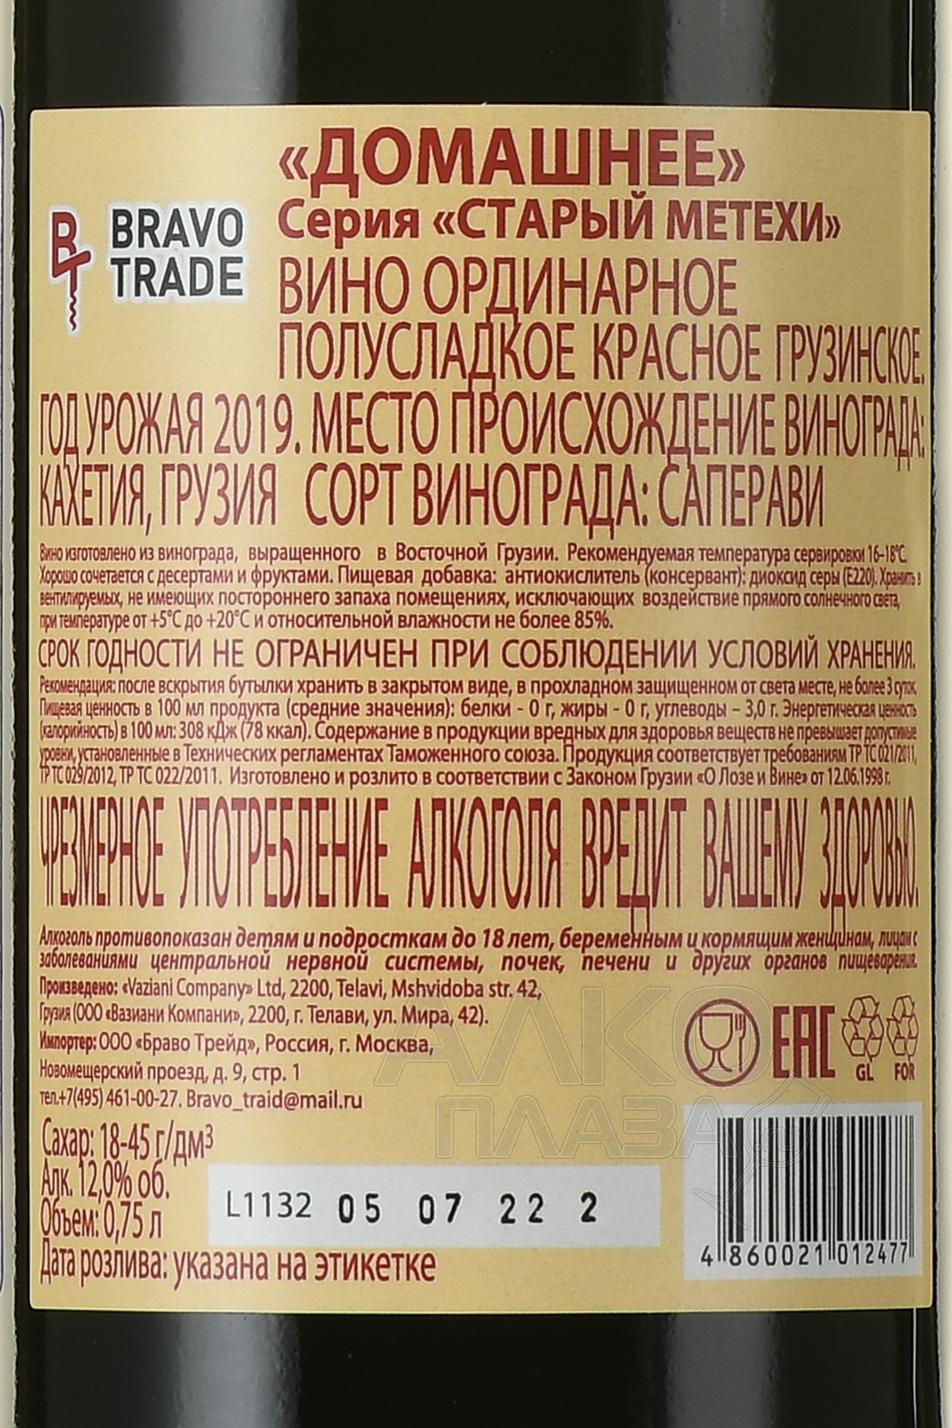 «ДОМАШНЕЕ»
Серия «СТАРЫЙ МЕТЕХИ»
BRAVO
TRADE
ВИНО ОРДИНАРНОЕ
ПОЛУСЛАДКОЕ КРАСНОЕ ГРУЗИНСКОЕ.
ГОД УРОЖАЯ 2019. МЕСТО ПРОИСХОЖДЕНИЕ ВИНОГРАДА:
КАХЕТИЯ, ГРУЗИЯ СОРТ ВИНОГРАДА: САПЕРАВИ
Вино изготовлено из винограда, выращенного в Восточной Грузии. Рекомендуемая температура сервировки 16-18°С.
Хорошо сочетается с десертами и фруктами. Пищевая добавка: антиокислитель (консервант): диоксид серы (Е220). Хранить в
вентилируемых, не имеющих постороннего запаха помещениях, исключающих воздействие прямого солнечного света,
при температуре от +5°С до +20°С и относительной влажности не более 85%.
СРОК ГОДНОСТИ НЕ ОГРАНИЧЕН ПРИ СОБЛЮДЕНИИ УСЛОВИЙ ХРАНЕНИЯ.
Рекомендация: после вскрытия бутылки хранить в закрытом виде, в прохладном защищенном от света месте, не более 3 суток.
Пищевая ценность в 100 мл продукта (средние значения): белки - 0 г, жиры - 0 г, углеводы – 3,0 г. Энергетическая ценность
(калорийность) в 100 мл: 308 кДж (78 ккал). Содержание в продукции вредных для здоровья веществ не превышает допустимые
уровни, установленные в Технических регламентах Таможенного союза. Продукция соответствует требованиям ТР ТС 021/2011,
ТР ТС 029/2012, ТР ТС 022/2011. Изготовлено и розлито в соответствии с Законом Грузии «О Лозе и Вине» от 12.06.1998 г.
ЧРЕЗМЕРНОЕ УПОТРЕБЛЕНИЕ АЛКОГОЛЯ ВРЕДИТ ВАШЕМУ ЗДОРОВЬЮ.
Алкоголь противопоказан детям и подросткам до 18 лет, беременным и кормящим женщинам, лицам с
заболеваниями центральной нервной системы, почек, печени и других органов пищеварения.
Произведено: «Vaziani Company» Ltd, 2200, Telavi, Mshvidoba str. 42,
Грузия (ООО «Вазиани Компани», 2200, г. Телави, ул. Мира, 42).
Импортер: ООО «Браво Трейд», Россия, г. Москва,
Новомещерский проезд, д. 9, стр. 1
тел.+7(495) 461-00-27. Bravo_traid@mail.ru
EAC
GL FOR
АЛКО
ПЛАЗА
Сахар: 18-45 г/дм³
Алк. 12,0% об.
Объем: 0,75 л
Дата розлива: указана на этикетке
L1132 05 07 22 2
4 860021 012477